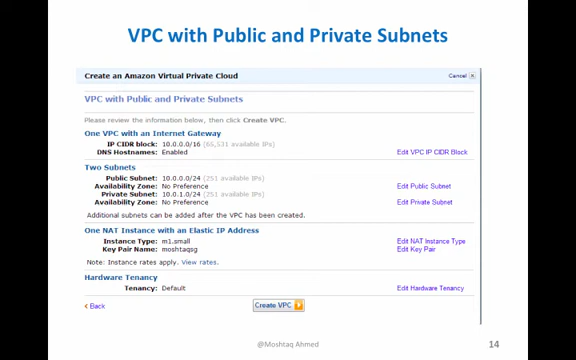 VPC with Public and Private Subnets
Create an Amazon Virtual Private Cloud
Cancel
VPC with Public and Private Subnets
Please review the information below, then click Create VPC.
One VPC with an Internet Gateway
IP CIDR block: 10.0.0.0/16 (65,531 available IPs)
DNS Hostnames: Enabled
Edit VPC IP CIDR Block
Two Subnets
Public Subnet: 10.0.0.0/24 (251 available IPs)
Availability Zone: No Preference
Edit Public Subnet
Private Subnet: 10.0.1.0/24 (251 available IPs)
Availability Zone: No Preference
Edit Private Subnet
Additional subnets can be added after the VPC has been created.
One NAT Instance with an Elastic IP Address
Instance Type: m1.small
Edit NAT Instance Type
Key Pair Name: moshtaqsg
Edit Key Pair
Note: Instance rates apply. View rates.
Hardware Tenancy
Tenancy: Default
Edit Hardware Tenancy
< Back
Create VPC
@Moshtaq Ahmed
14